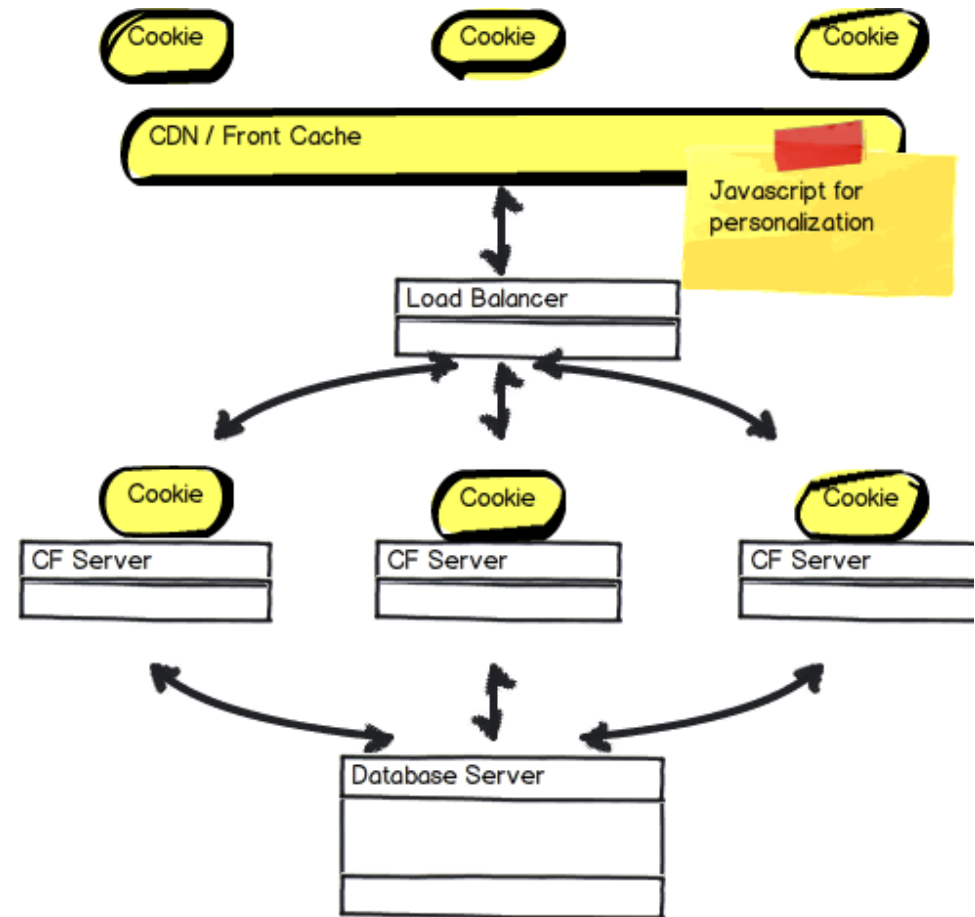 Cookie
Cookie
Cookie
CDN / Front Cache
Javascript for
personalization
Load Balancer
Cookie
Cookie
Cookie
CF Server
CF Server
CF Server
Database Server